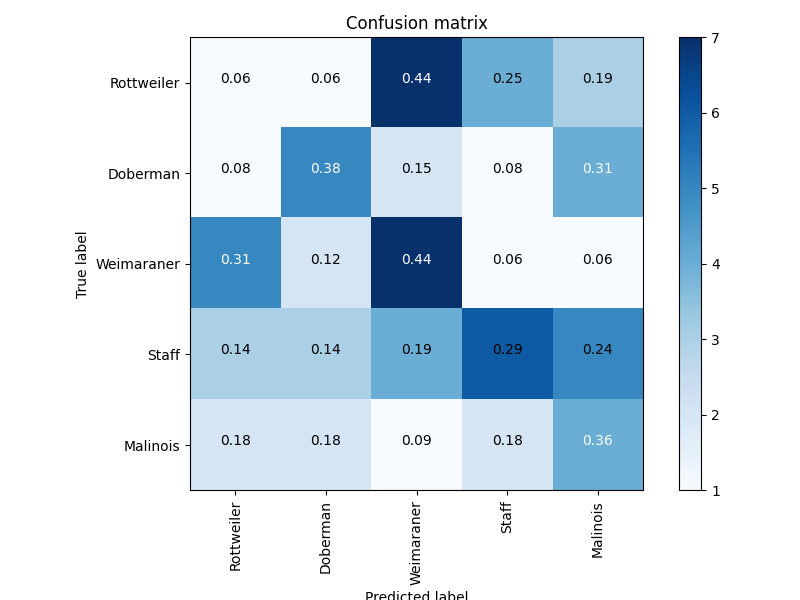 Confusion matrix
Rottweiler 0.06 0.06 0.44 0.25 0.19
Doberman 0.08 0.38 0.15 0.08 0.31
Weimaraner 0.31 0.12 0.44 0.06 0.06
Staff 0.14 0.14 0.19 0.29 0.24
Malinois 0.18 0.18 0.09 0.18 0.36
True label
Rottweiler Doberman Weimaraner Staff Malinois
Predicted label
7
6
5
4
3
2
1